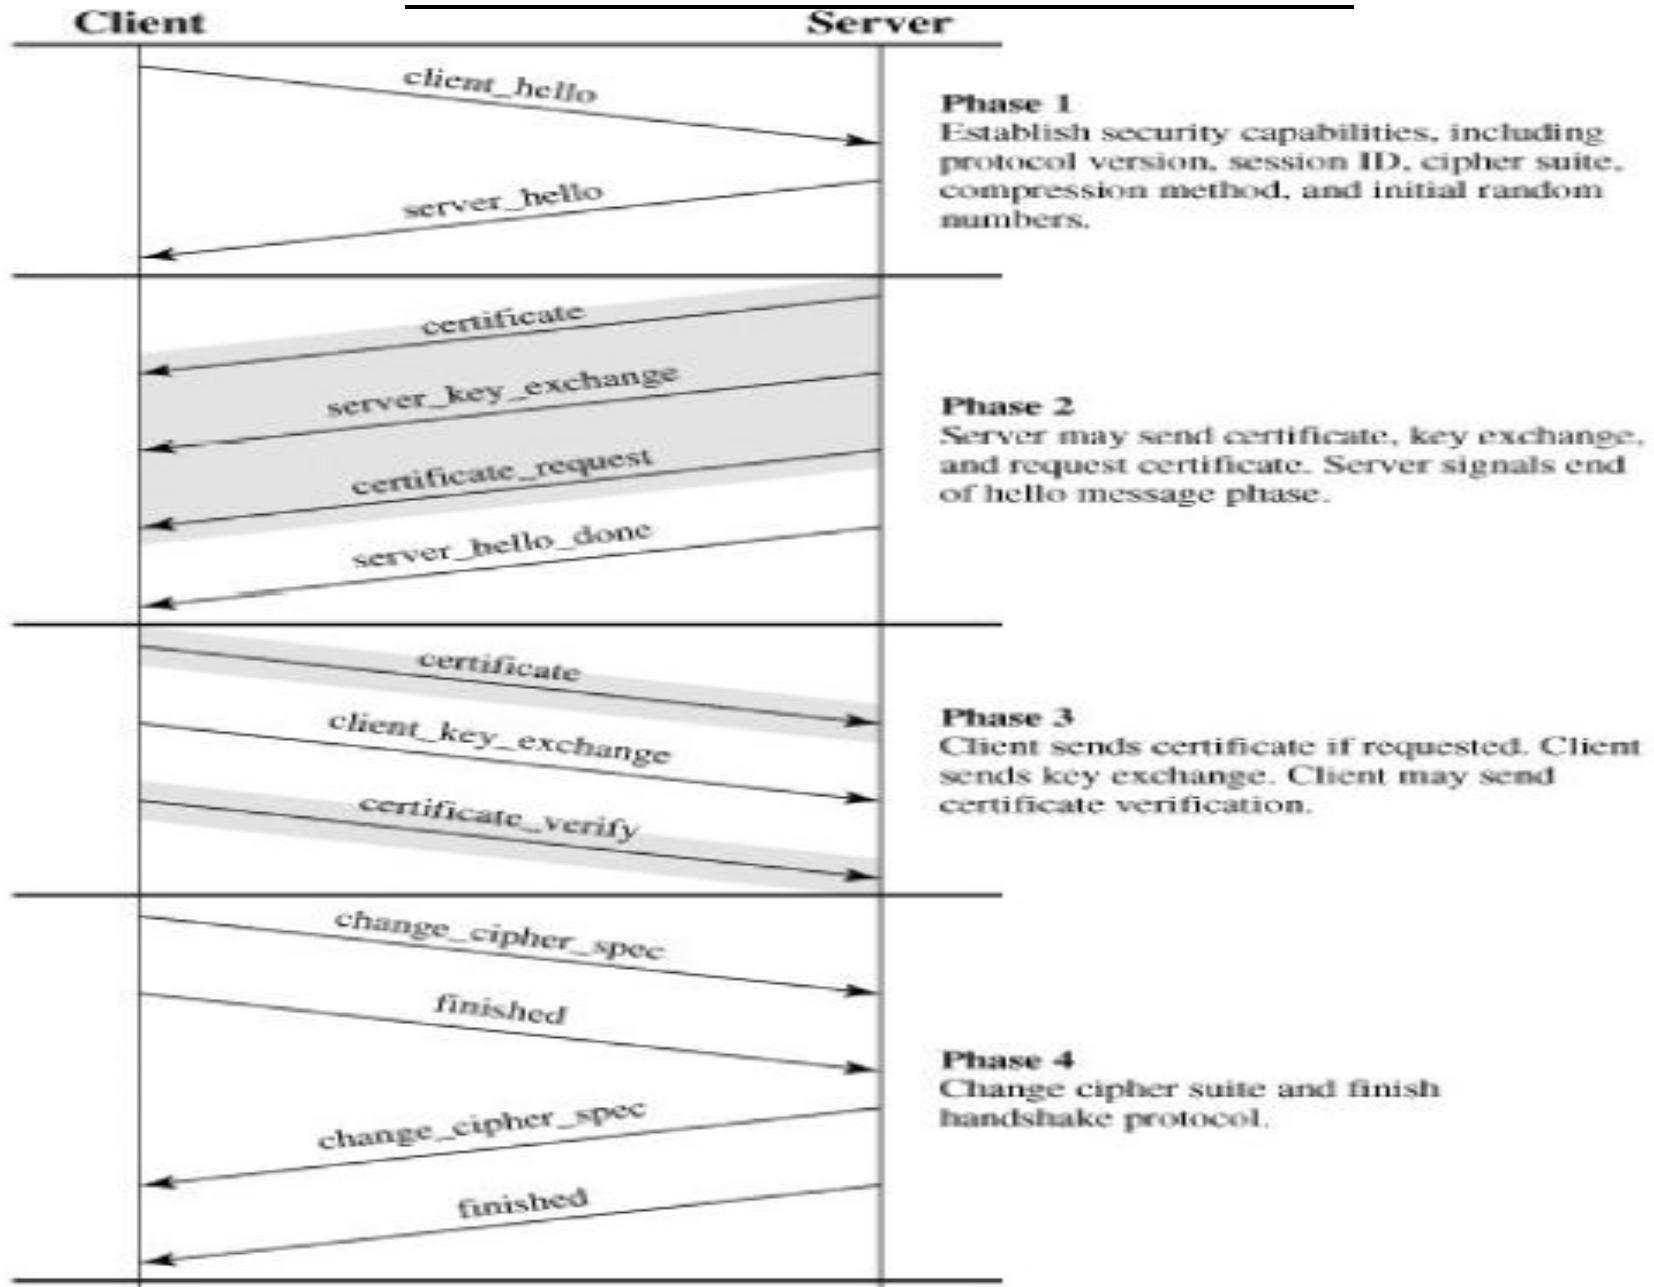 Client Server
client_hello
Phase 1
Establish security capabilities, including
protocol version, session ID, cipher suite,
compression method, and initial random
numbers.
server_hello
certificate
server_key_exchange
certificate_request
server_hello_done
Phase 2
Server may send certificate, key exchange,
and request certificate. Server signals end
of hello message phase.
certificate
client_key_exchange
certificate_verify
Phase 3
Client sends certificate if requested. Client
sends key exchange. Client may send
certificate verification.
change_cipher_spec
finished
change_cipher_spec
finished
Phase 4
Change cipher suite and finish
handshake protocol.